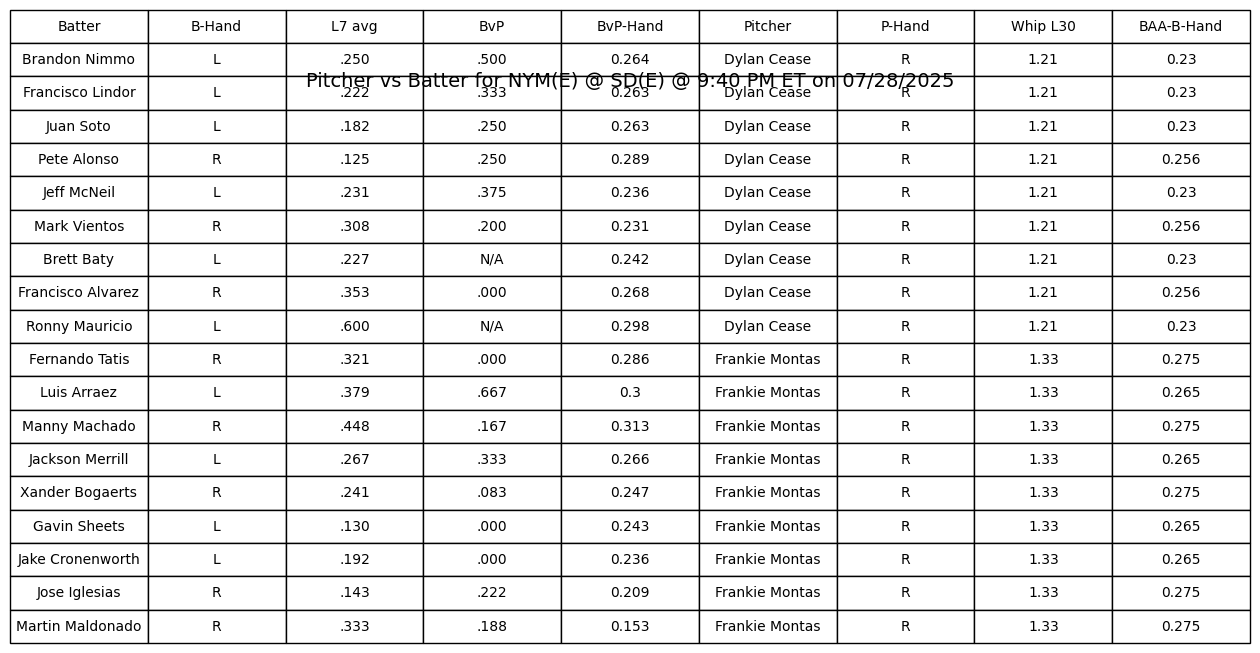 Batter B-Hand L7 avg BvP BvP-Hand Pitcher P-Hand Whip L30 BAA-B-Hand
Brandon Nimmo L .250 .500 0.264 Dylan Cease R 1.21 0.23
Pitcher vs Batter for NYM(E) @ SD(E) @ 9:40 PM ET on 07/28/2025
Francisco Lindor L .222 .333 0.263 Dylan Cease R 1.21 0.23
Juan Soto L .182 .250 0.263 Dylan Cease R 1.21 0.23
Pete Alonso R .125 .250 0.289 Dylan Cease R 1.21 0.256
Jeff McNeil L .231 .375 0.236 Dylan Cease R 1.21 0.23
Mark Vientos R .308 .200 0.231 Dylan Cease R 1.21 0.256
Brett Baty L .227 N/A 0.242 Dylan Cease R 1.21 0.23
Francisco Alvarez R .353 .000 0.268 Dylan Cease R 1.21 0.256
Ronny Mauricio L .600 N/A 0.298 Dylan Cease R 1.21 0.23
Fernando Tatis R .321 .000 0.286 Frankie Montas R 1.33 0.275
Luis Arraez L .379 .667 0.3 Frankie Montas R 1.33 0.265
Manny Machado R .448 .167 0.313 Frankie Montas R 1.33 0.275
Jackson Merrill L .267 .333 0.266 Frankie Montas R 1.33 0.265
Xander Bogaerts R .241 .083 0.247 Frankie Montas R 1.33 0.275
Gavin Sheets L .130 .000 0.243 Frankie Montas R 1.33 0.265
Jake Cronenworth L .192 .000 0.236 Frankie Montas R 1.33 0.265
Jose Iglesias R .143 .222 0.209 Frankie Montas R 1.33 0.275
Martin Maldonado R .333 .188 0.153 Frankie Montas R 1.33 0.275